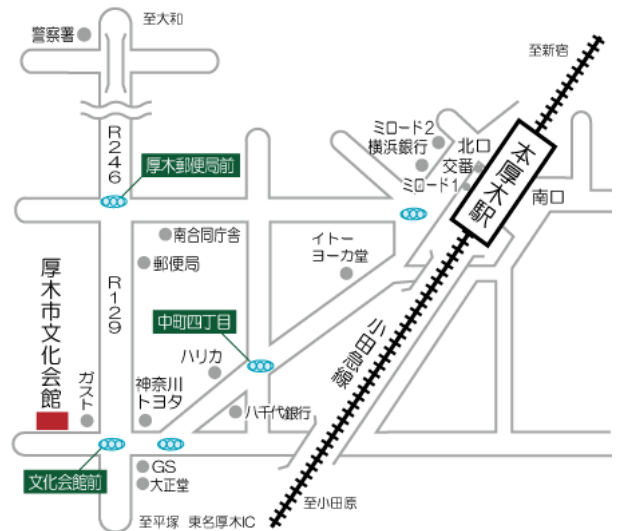 至大和
警察署
至新宿
R246
厚木郵便局前
ミロード2
横浜銀行
北口
交番
ミロード1
本厚木駅
南口
南合同庁舎
郵便局
イトー
ヨーカ堂
R129
厚木市文化会館
中町四丁目
小田急線
ハリカ
ガスト
神奈川
トヨタ
八千代銀行
文化会館前
GS
大正堂
至小田原
至平塚 東名厚木IC